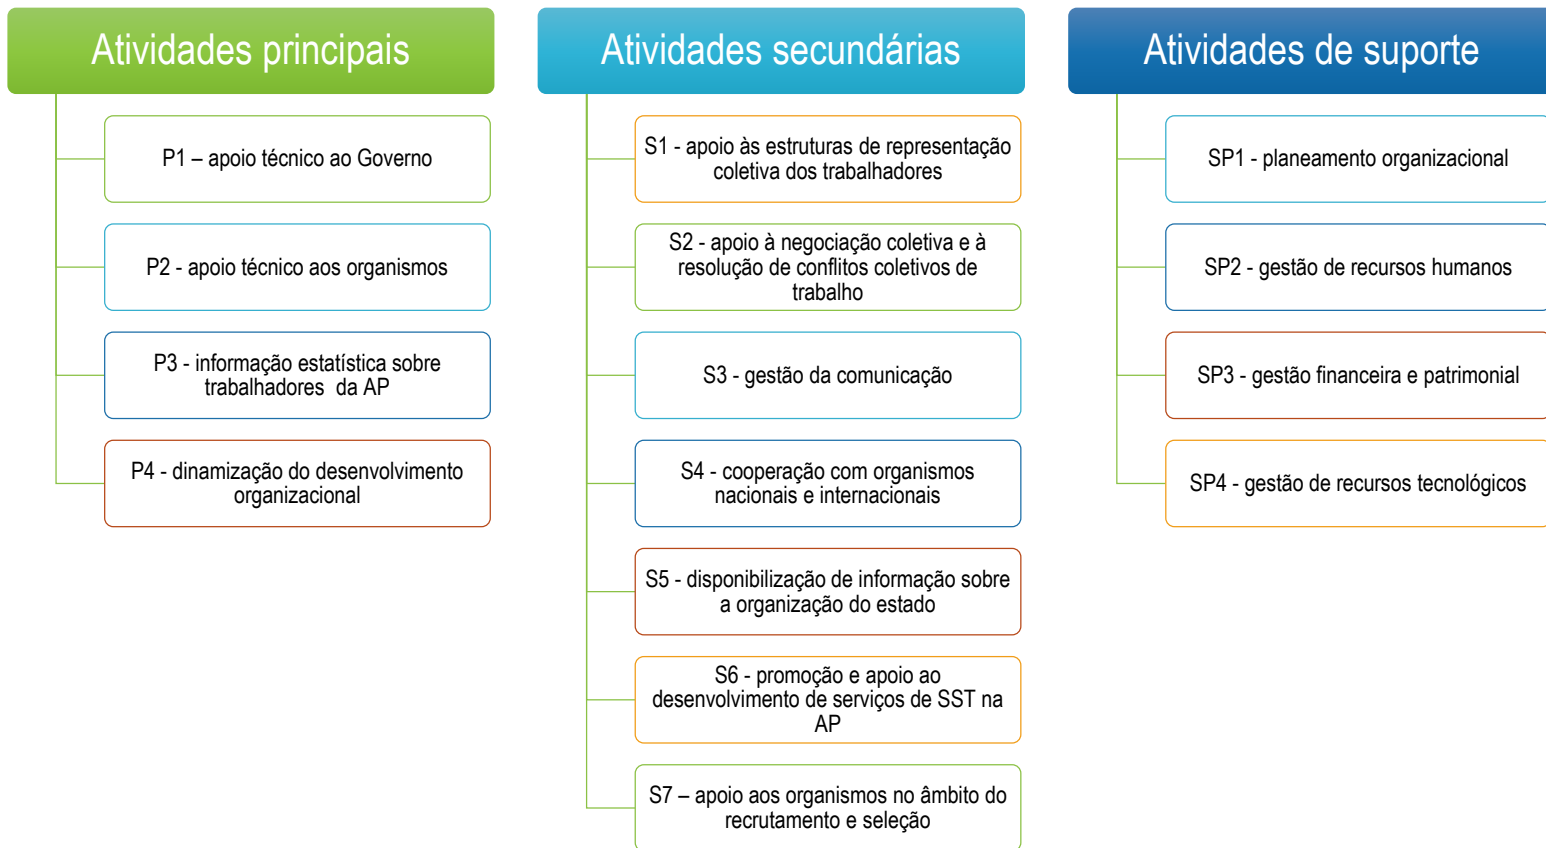 Atividades principais
P1 – apoio técnico ao Governo
P2 - apoio técnico aos organismos
P3 - informação estatística sobre
trabalhadores  da AP
P4 - dinamização do desenvolvimento
organizacional
Atividades secundárias
S1 - apoio às estruturas de representação
coletiva dos trabalhadores
S2 - apoio à negociação coletiva e à
resolução de conflitos coletivos de
trabalho
S3 - gestão da comunicação
S4 - cooperação com organismos
nacionais e internacionais
S5 - disponibilização de informação sobre
a organização do estado
S6 - promoção e apoio ao
desenvolvimento de serviços de SST na
AP
S7 – apoio aos organismos no âmbito do
recrutamento e seleção
Atividades de suporte
SP1 - planeamento organizacional
SP2 - gestão de recursos humanos
SP3 - gestão financeira e patrimonial
SP4 - gestão de recursos tecnológicos